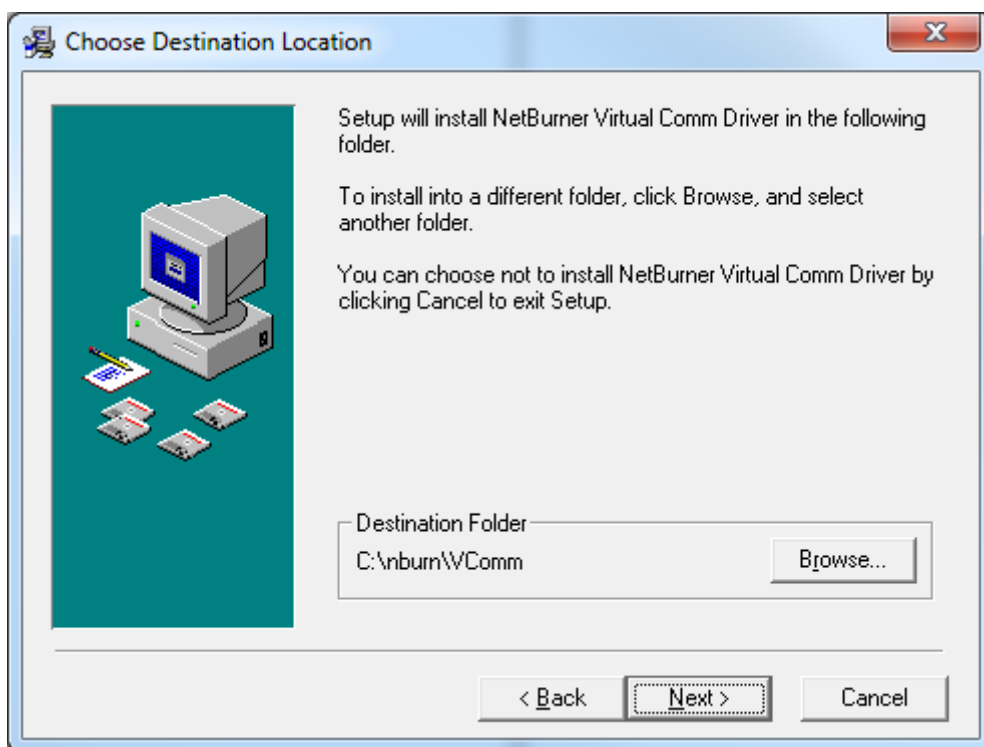 Choose Destination Location
Setup will install NetBurner Virtual Comm Driver in the following
folder.
To install into a different folder, click Browse, and select
another folder.
You can choose not to install NetBurner Virtual Comm Driver by
clicking Cancel to exit Setup.
Destination Folder
C:\nburn\VComm
Browse...
< Back
Next >
Cancel